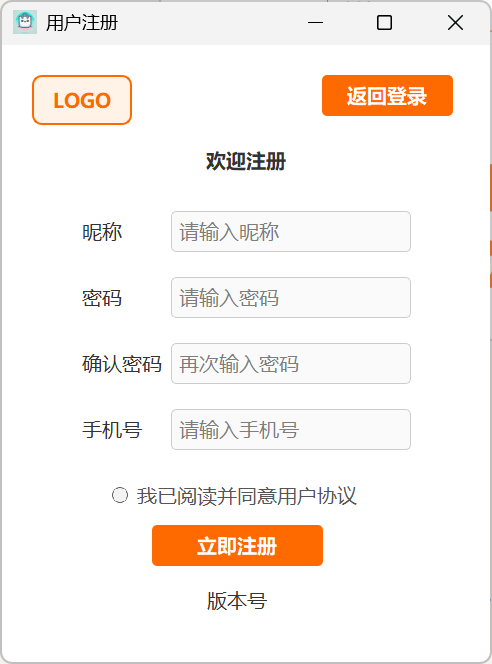 用户注册
LOGO
返回登录
欢迎注册
昵称 请输入昵称
密码 请输入密码
确认密码 再次输入密码
手机号 请输入手机号
我已阅读并同意用户协议
立即注册
版本号